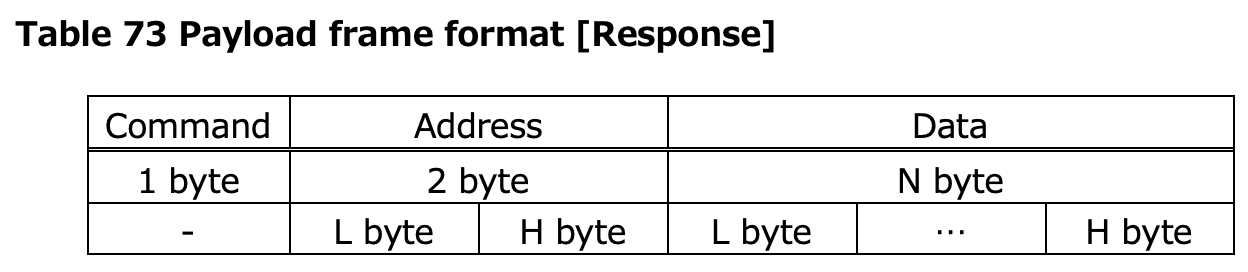 Table 73 Payload frame format [Response]
Command Address Data
1 byte 2 byte N byte
- L byte H byte L byte ⋯ H byte